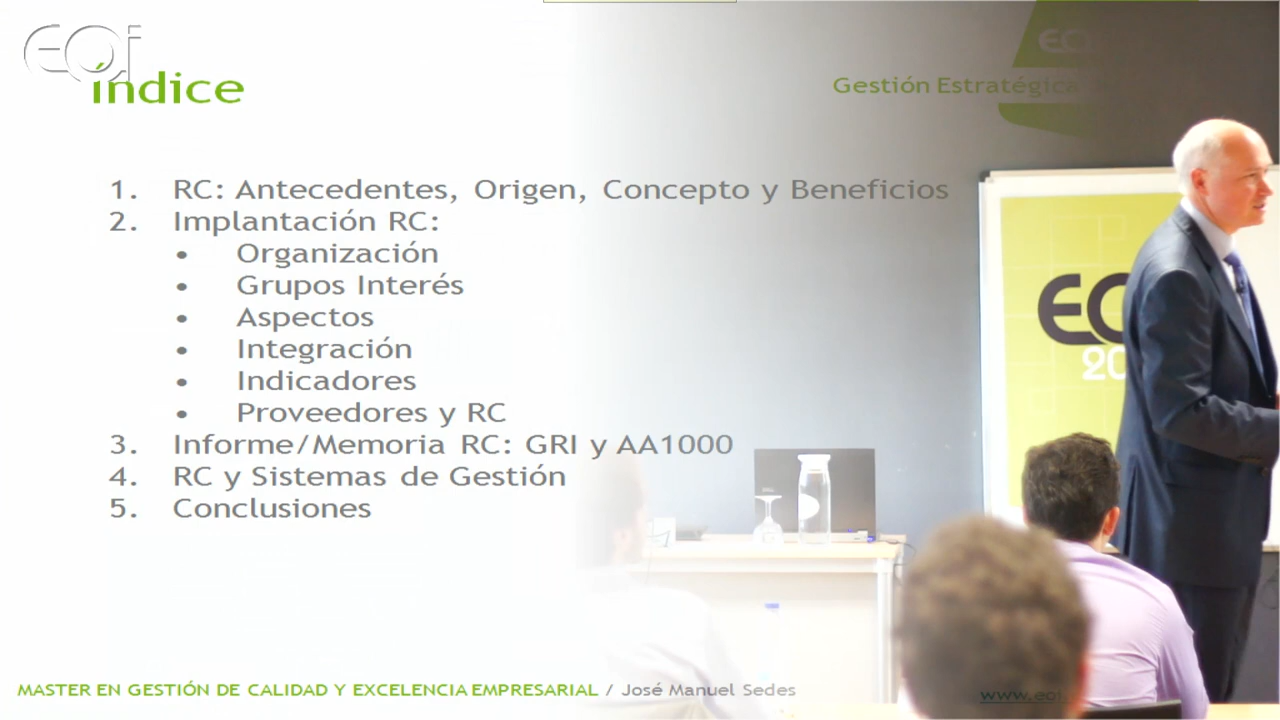 eoi
índice
Gestión Estratégica
1. RC: Antecedentes, Origen, Concepto y Beneficios
2. Implantación RC:
• Organización
• Grupos Interés
• Aspectos
• Integración
• Indicadores
• Proveedores y RC
3. Informe/Memoria RC: GRI y AA1000
4. RC y Sistemas de Gestión
5. Conclusiones
MASTER EN GESTIÓN DE CALIDAD Y EXCELENCIA EMPRESARIAL / José Manuel Sedes